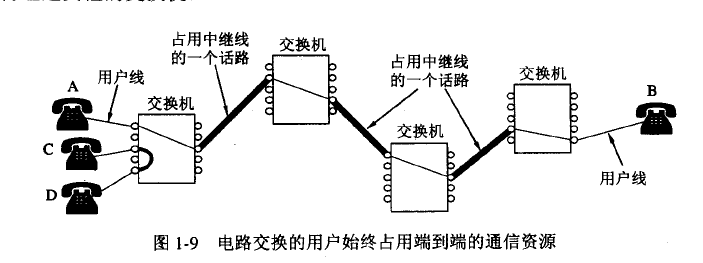 占用中继线
的一个话路
交换机
占用中继线
的一个话路
交换机
A
用户线
交换机
B
C
交换机
D
用户线
图 1-9 电路交换的用户始终占用端到端的通信资源